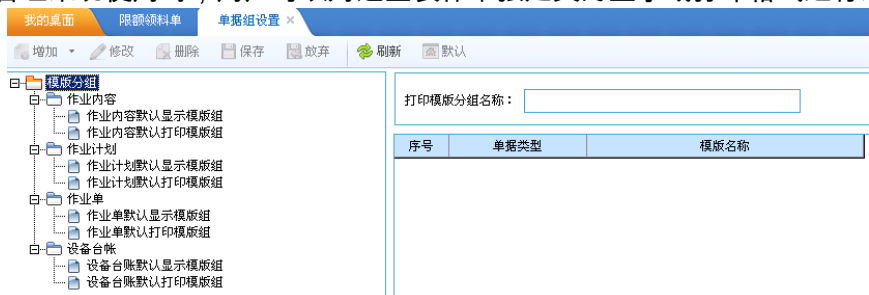 我的桌面 限额领料单 单据组设置 ×
增加 修改 删除 保存 放弃 刷新 默认
模版分组
作业内容
作业内容默认显示模版组
作业内容默认打印模版组
作业计划
作业计划默认显示模版组
作业计划默认打印模版组
作业单
作业单默认显示模版组
作业单默认打印模版组
设备台帐
设备台账默认显示模版组
设备台账默认打印模版组
打印模版分组名称：
序号 单据类型 模版名称